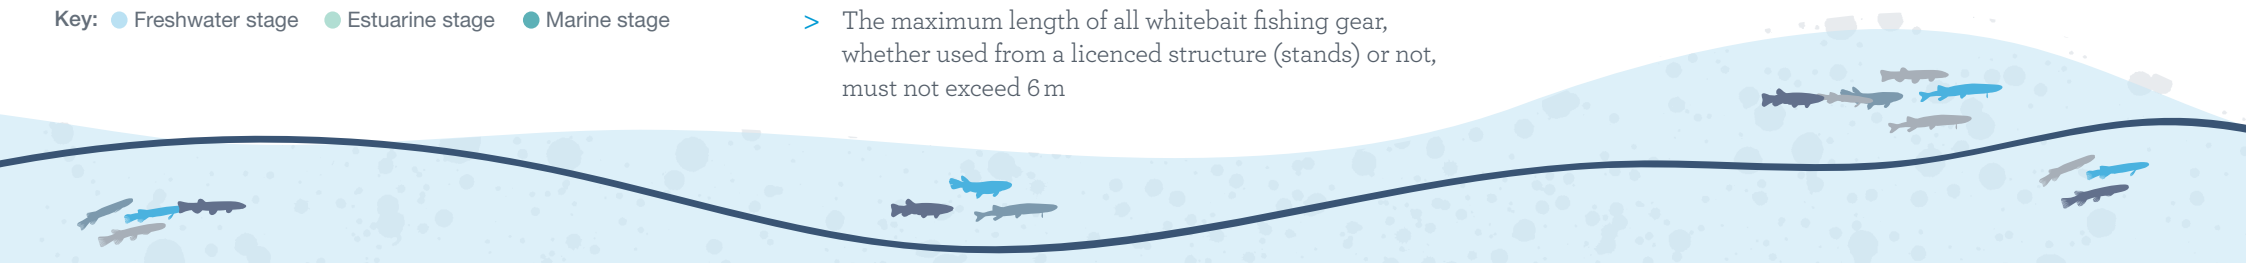 Key: Freshwater stage Estuarine stage Marine stage
> The maximum length of all whitebait fishing gear,
whether used from a licenced structure (stands) or not,
must not exceed 6 m